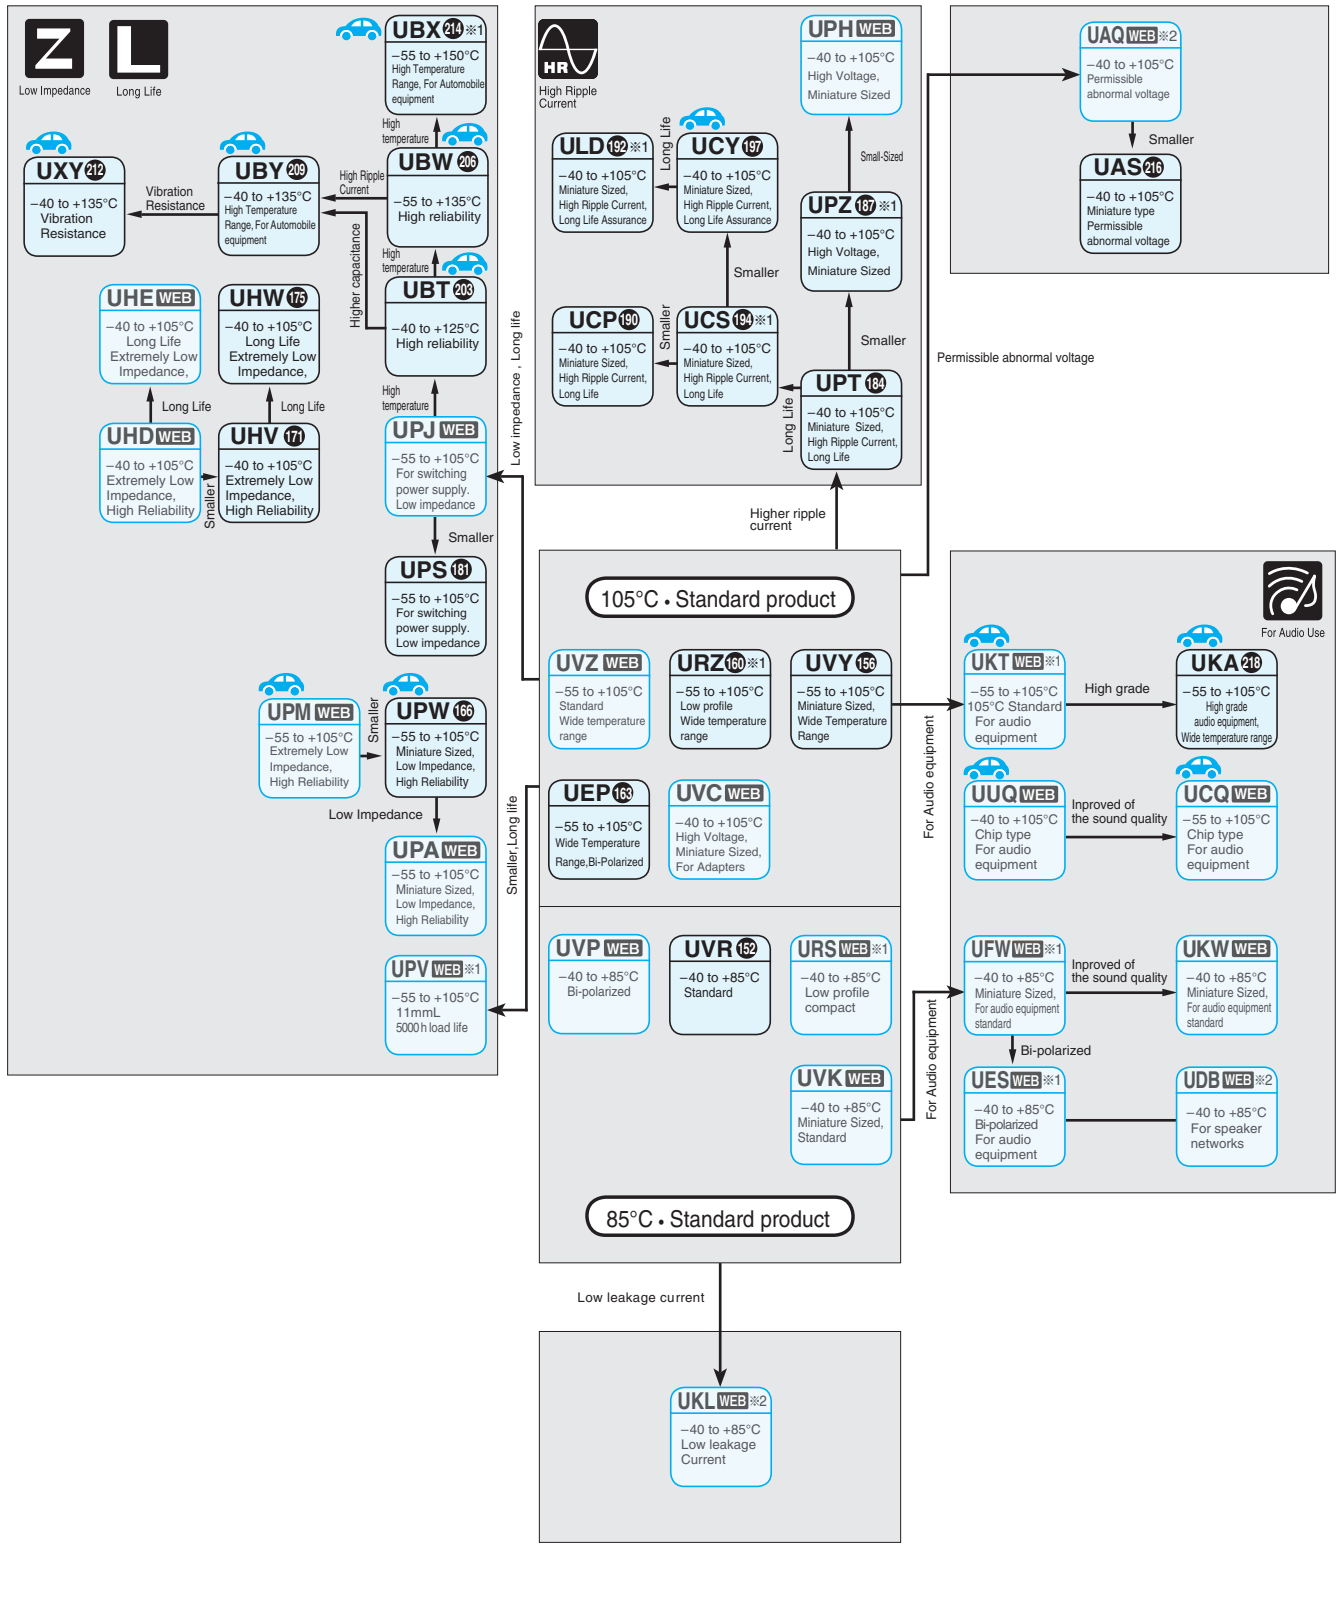 Z
L
Low Impedance
Long Life
UBX 214 ※1
−55 to +150°C
High Temperature
Range, For Automobile
equipment
High
temperature
UXY 212
−40 to +135°C
Vibration
Resistance
Vibration
Resistance
UBY 209
−40 to +135°C
High Temperature
Range, For Automobile
equipment
High Ripple
Current
UBW 206
−55 to +135°C
High reliability
High
temperature
Higher capacitance
UBT 203
−40 to +125°C
High reliability
High
temperature
UHE WEB
−40 to +105°C
Long Life
Extremely Low
Impedance,
UHW 175
−40 to +105°C
Long Life
Extremely Low
Impedance,
Long Life
Long Life
UHD WEB
−40 to +105°C
Extremely Low
Impedance,
High Reliability
Smaller
UHV 171
−40 to +105°C
Extremely Low
Impedance,
High Reliability
UPJ WEB
−55 to +105°C
For switching
power supply.
Low impedance
Smaller
UPS 181
−55 to +105°C
For switching
power supply.
Low impedance
UPM WEB
−55 to +105°C
Extremely Low
Impedance,
High Reliability
Smaller
UPW 166
−55 to +105°C
Miniature Sized,
Low Impedance,
High Reliability
Low Impedance
UPA WEB
−55 to +105°C
Miniature Sized,
Low Impedance,
High Reliability
UPV WEB ※1
−55 to +105°C
11mmL
5000h load life
Low impedance , Long life
Smaller,Long life
HR
High Ripple
Current
UPH WEB
−40 to +105°C
High Voltage,
Miniature Sized
Small-Sized
ULD 192 ※1
−40 to +105°C
Miniature Sized,
High Ripple Current,
Long Life Assurance
Long Life
UCY 197
−40 to +105°C
Miniature Sized,
High Ripple Current,
Long Life Assurance
UPZ 187 ※1
−40 to +105°C
High Voltage,
Miniature Sized
Smaller
Smaller
UCP 190
−40 to +105°C
Miniature Sized,
High Ripple Current,
Long Life
Smaller
UCS 194 ※1
−40 to +105°C
Miniature Sized,
High Ripple Current,
Long Life
Long Life
UPT 184
−40 to +105°C
Miniature Sized,
High Ripple Current,
Long Life
Higher ripple
current
Permissible abnormal voltage
UAQ WEB ※2
−40 to +105°C
Permissible
abnormal voltage
Smaller
UAS 216
−40 to +105°C
Miniature type
Permissible
abnormal voltage
105°C • Standard product
UVZ WEB
−55 to +105°C
Standard
Wide temperature
range
URZ 160 ※1
−55 to +105°C
Low profile
Wide temperature
range
UVY 156
−55 to +105°C
Miniature Sized,
Wide Temperature
Range
UEP 163
−55 to +105°C
Wide Temperature
Range,Bi-Polarized
UVC WEB
−40 to +105°C
High Voltage,
Miniature Sized,
For Adapters
UVP WEB
−40 to +85°C
Bi-polarized
UVR 152
−40 to +85°C
Standard
URS WEB ※1
−40 to +85°C
Low profile
compact
UVK WEB
−40 to +85°C
Miniature Sized,
Standard
85°C • Standard product
For Audio equipment
For Audio equipment
For Audio Use
UKT WEB ※1
−55 to +105°C
105°C Standard
For audio
equipment
High grade
UKA 218
−55 to +105°C
High grade
audio equipment,
Wide temperature range
UUQ WEB
−40 to +105°C
Chip type
For audio
equipment
Inproved of
the sound quality
UCQ WEB
−55 to +105°C
Chip type
For audio
equipment
UFW WEB ※1
−40 to +85°C
Miniature Sized,
For audio equipment
standard
Inproved of
the sound quality
UKW WEB
−40 to +85°C
Miniature Sized,
For audio equipment
standard
Bi-polarized
UES WEB ※1
−40 to +85°C
Bi-polarized
For audio
equipment
UDB WEB ※2
−40 to +85°C
For speaker
networks
Low leakage current
UKL WEB ※2
−40 to +85°C
Low leakage
Current